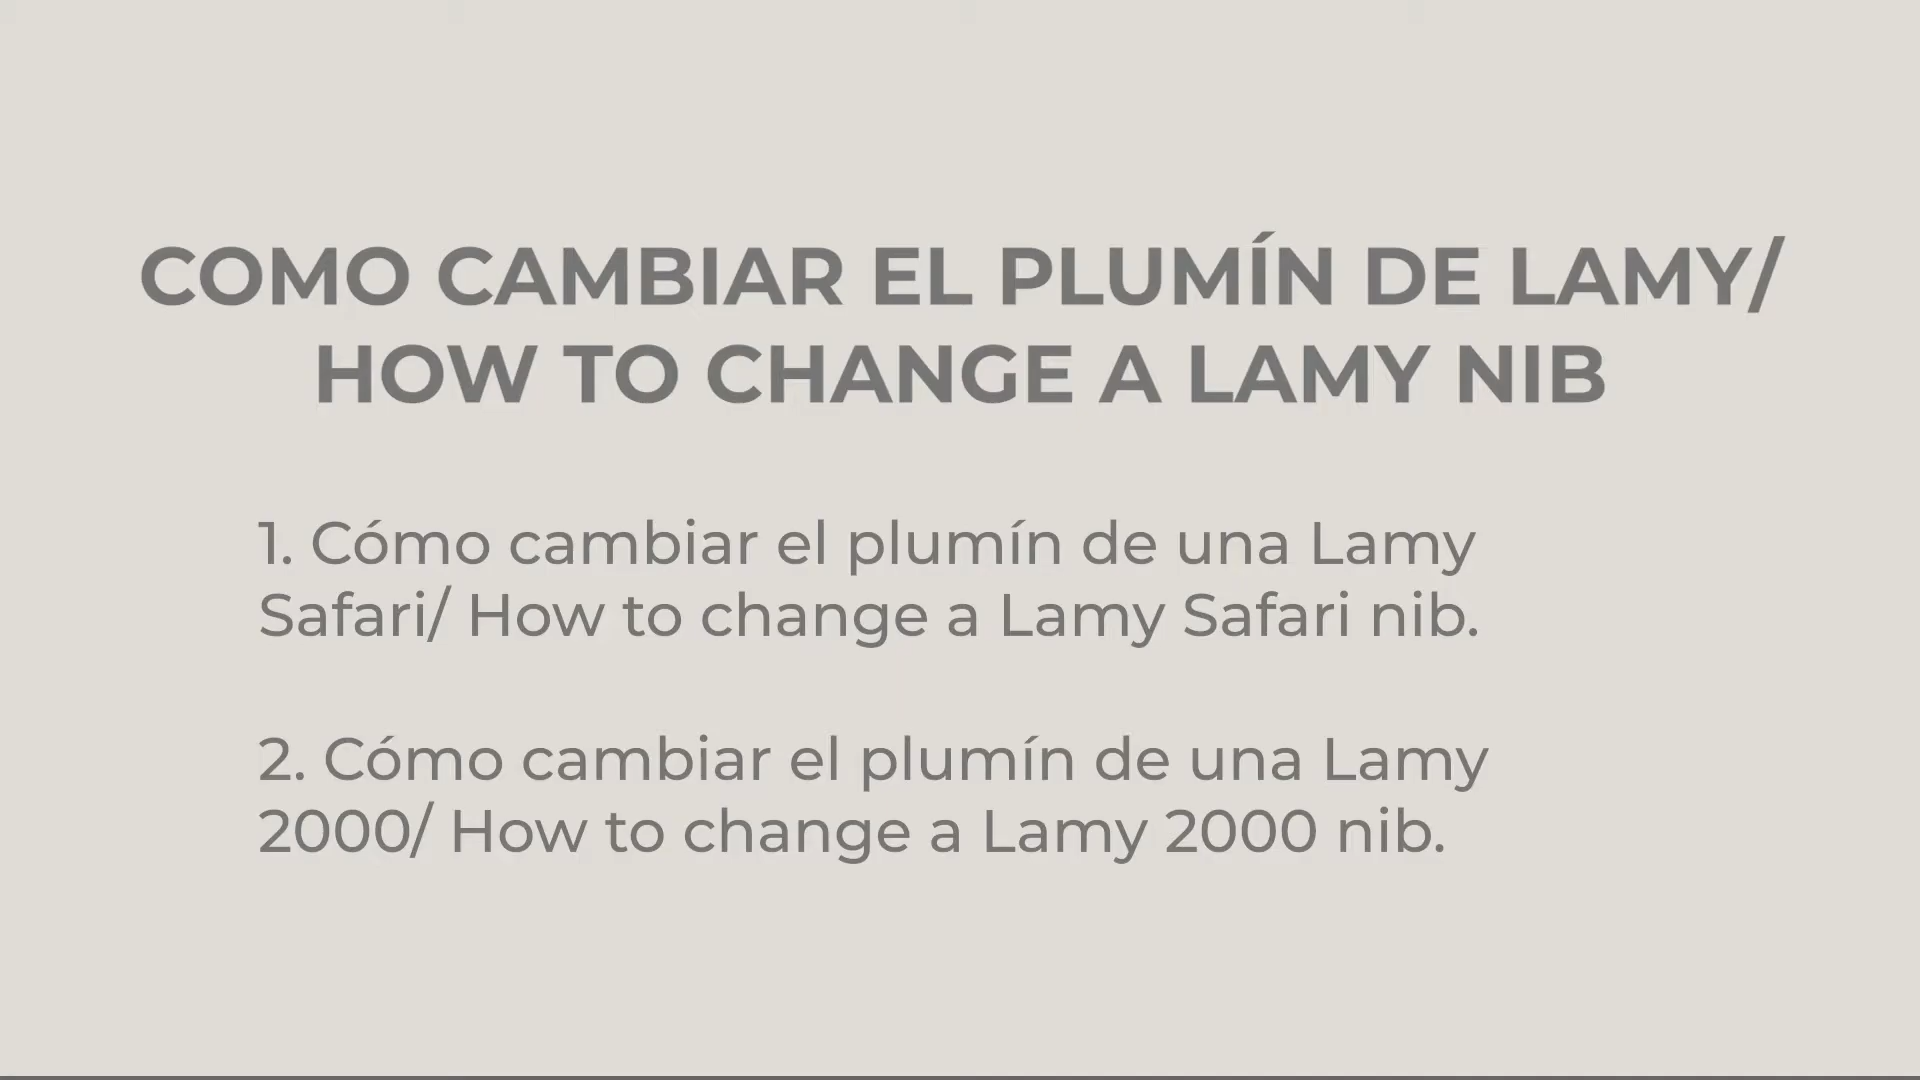 COMO CAMBIAR EL PLUMÍN DE LAMY/
HOW TO CHANGE A LAMY NIB
1. Cómo cambiar el plumín de una Lamy
Safari/ How to change a Lamy Safari nib.
2. Cómo cambiar el plumín de una Lamy
2000/ How to change a Lamy 2000 nib.